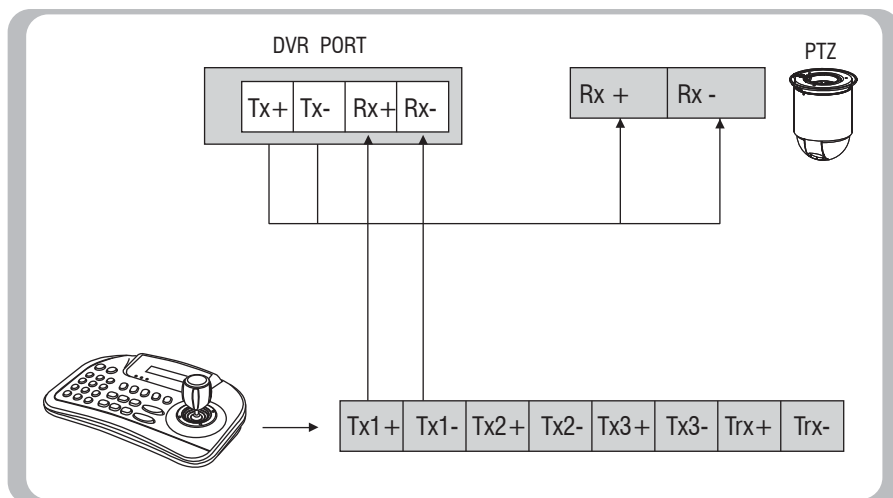 DVR PORT
PTZ
Tx+ Tx- Rx+ Rx-
Rx + Rx -
Tx1+ Tx1- Tx2+ Tx2- Tx3+ Tx3- Trx+ Trx-